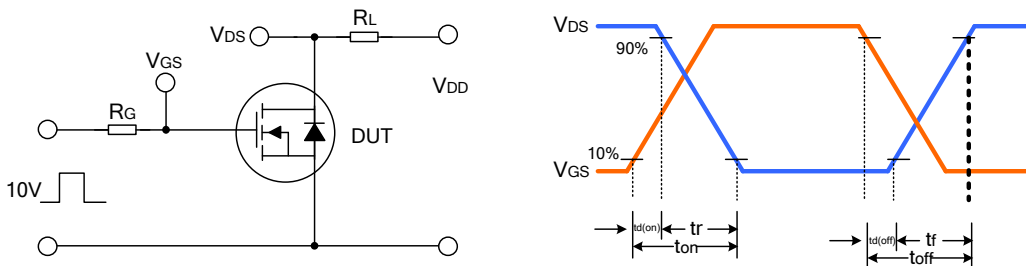 VDS
RL
VGS
RG
VDD
DUT
10V
VDS
90%
10%
VGS
td(on)
tr
ton
td(off)
tf
toff